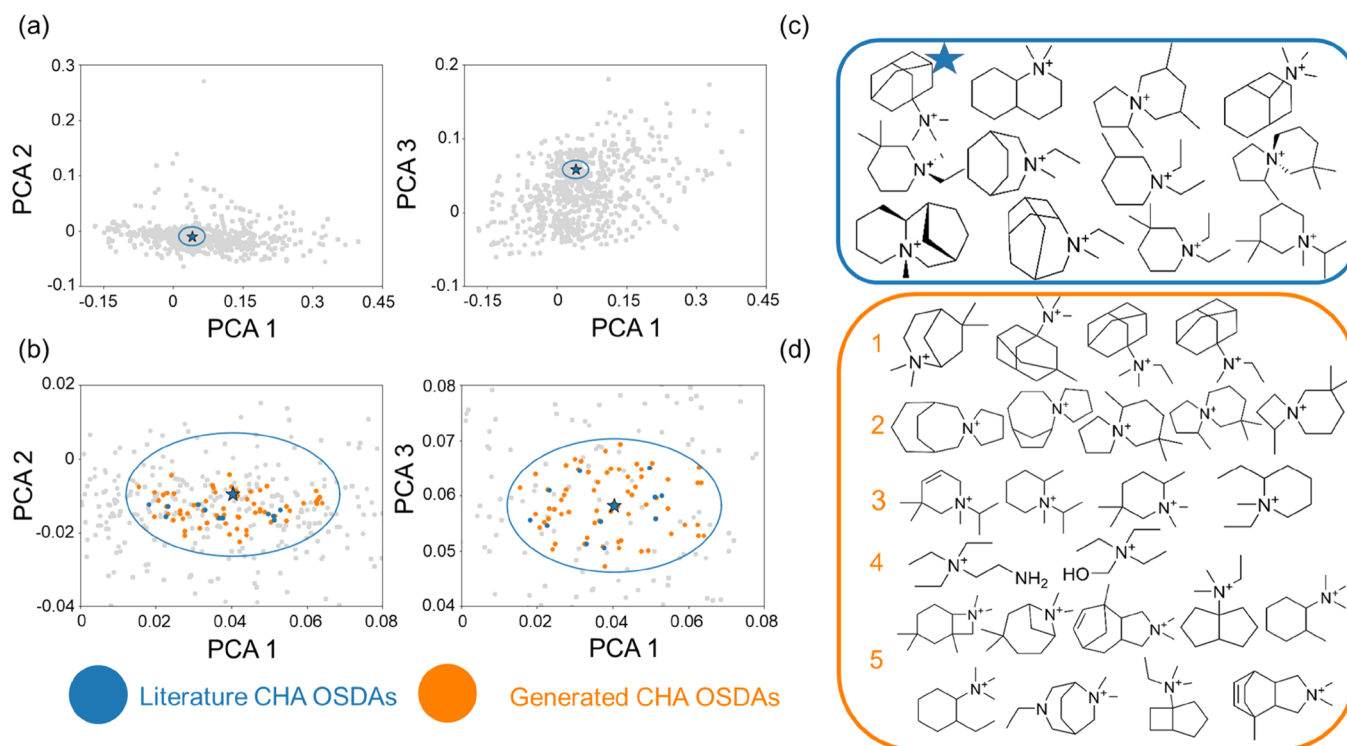 (a)
0.3
0.2
0.1
0
-0.1
PCA 2
-0.15
0
0.15
0.3
0.45
PCA 1
0.2
0.1
0
-0.1
PCA 3
-0.15
0
0.15
0.3
0.45
PCA 1
(b)
0.02
0
-0.02
-0.04
PCA 2
0.00
0.02
0.04
0.06
0.08
PCA 1
0.08
0.07
0.06
0.05
0.04
PCA 3
0.00
0.02
0.04
0.06
0.08
PCA 1
Literature CHA OSDAs
Generated CHA OSDAs
(c)
N+
N+
N+
N+
N+
N+
N+
N+
N+
N+
N+
N+
(d)
1
N+
N+
N+
N+
2
N+
N+
N+
N+
N+
3
N+
N+
N+
N+
4
N+
NH2
HO
N+
5
N+
N+
N+
N+
N+
N+
N
N+
N+
N+